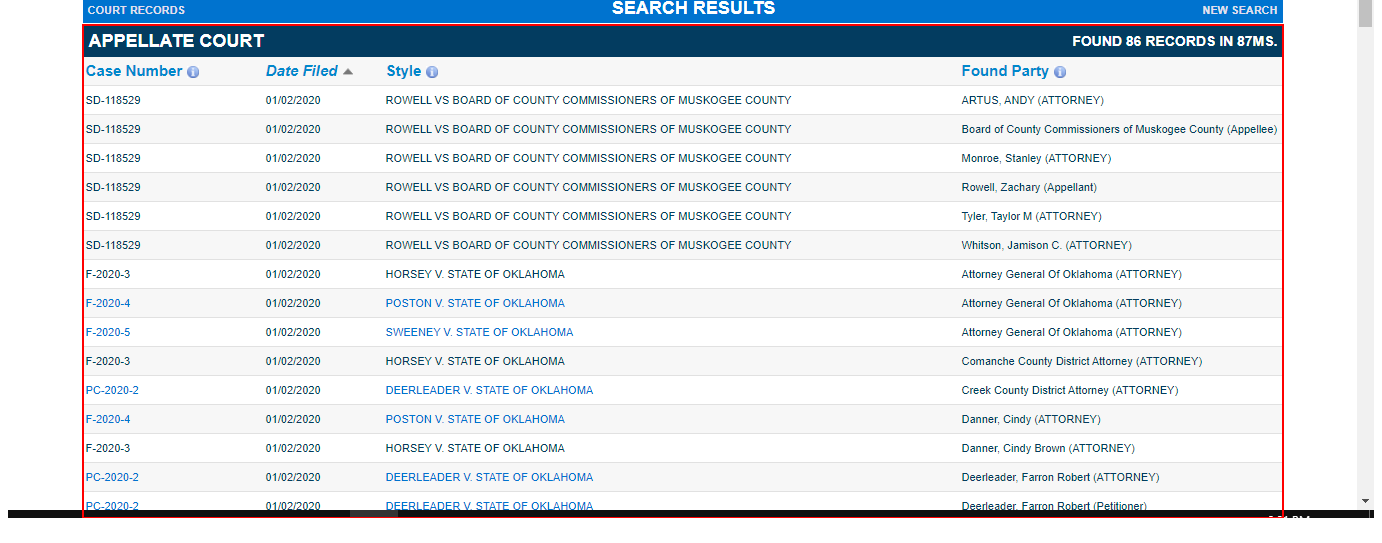 COURT RECORDS SEARCH RESULTS NEW SEARCH
APPELLATE COURT FOUND 86 RECORDS IN 87MS.
Case Number Date Filed Style Found Party
SD-118529 01/02/2020 ROWELL VS BOARD OF COUNTY COMMISSIONERS OF MUSKOGEE COUNTY ARTUS, ANDY (ATTORNEY)
SD-118529 01/02/2020 ROWELL VS BOARD OF COUNTY COMMISSIONERS OF MUSKOGEE COUNTY Board of County Commissioners of Muskogee County (Appellee)
SD-118529 01/02/2020 ROWELL VS BOARD OF COUNTY COMMISSIONERS OF MUSKOGEE COUNTY Monroe, Stanley (ATTORNEY)
SD-118529 01/02/2020 ROWELL VS BOARD OF COUNTY COMMISSIONERS OF MUSKOGEE COUNTY Rowell, Zachary (Appellant)
SD-118529 01/02/2020 ROWELL VS BOARD OF COUNTY COMMISSIONERS OF MUSKOGEE COUNTY Tyler, Taylor M (ATTORNEY)
SD-118529 01/02/2020 ROWELL VS BOARD OF COUNTY COMMISSIONERS OF MUSKOGEE COUNTY Whitson, Jamison C. (ATTORNEY)
F-2020-3 01/02/2020 HORSEY V. STATE OF OKLAHOMA Attorney General Of Oklahoma (ATTORNEY)
F-2020-4 01/02/2020 POSTON V. STATE OF OKLAHOMA Attorney General Of Oklahoma (ATTORNEY)
F-2020-5 01/02/2020 SWEENEY V. STATE OF OKLAHOMA Attorney General Of Oklahoma (ATTORNEY)
F-2020-3 01/02/2020 HORSEY V. STATE OF OKLAHOMA Comanche County District Attorney (ATTORNEY)
PC-2020-2 01/02/2020 DEERLEADER V. STATE OF OKLAHOMA Creek County District Attorney (ATTORNEY)
F-2020-4 01/02/2020 POSTON V. STATE OF OKLAHOMA Danner, Cindy (ATTORNEY)
F-2020-3 01/02/2020 HORSEY V. STATE OF OKLAHOMA Danner, Cindy Brown (ATTORNEY)
PC-2020-2 01/02/2020 DEERLEADER V. STATE OF OKLAHOMA Deerleader, Farron Robert (ATTORNEY)
PC-2020-2 01/02/2020 DEERLEADER V. STATE OF OKLAHOMA Deerleader, Farron Robert (Petitioner)